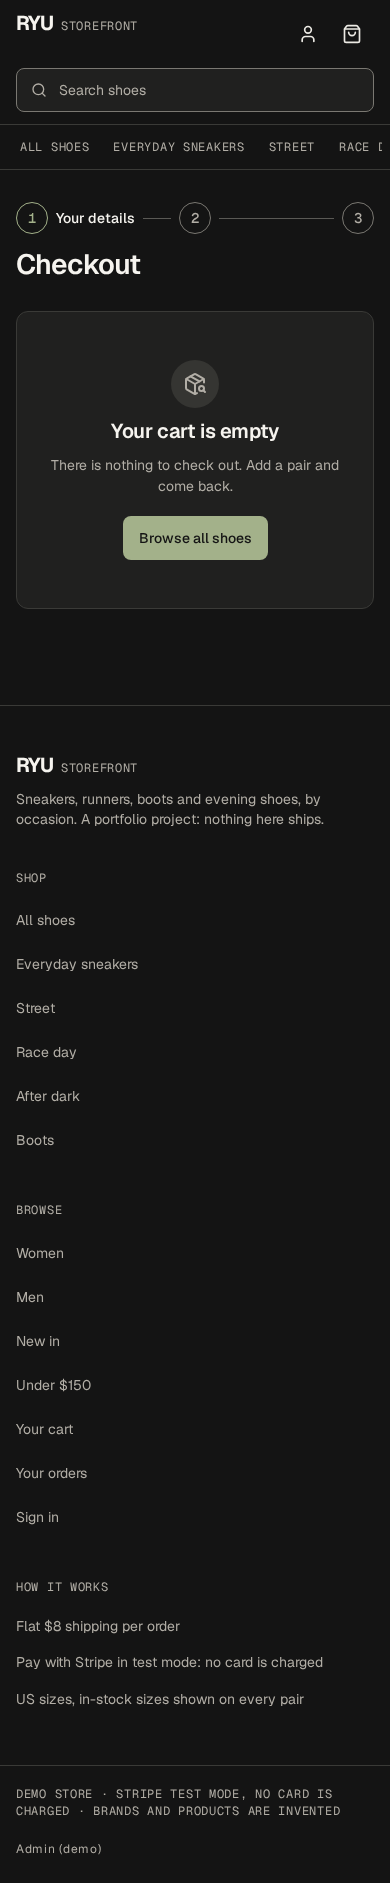 RYU STOREFRONT
Search shoes
ALL SHOES EVERYDAY SNEAKERS STREET RACE
1 Your details 2 3
Checkout
Your cart is empty
There is nothing to check out. Add a pair and
come back.
Browse all shoes
RYU STOREFRONT
Sneakers, runners, boots and evening shoes, by
occasion. A portfolio project: nothing here ships.
SHOP
All shoes
Everyday sneakers
Street
Race day
After dark
Boots
BROWSE
Women
Men
New in
Under $150
Your cart
Your orders
Sign in
HOW IT WORKS
Flat $8 shipping per order
Pay with Stripe in test mode: no card is charged
US sizes, in-stock sizes shown on every pair
DEMO STORE · STRIPE TEST MODE, NO CARD IS
CHARGED · BRANDS AND PRODUCTS ARE INVENTED
Admin (demo)